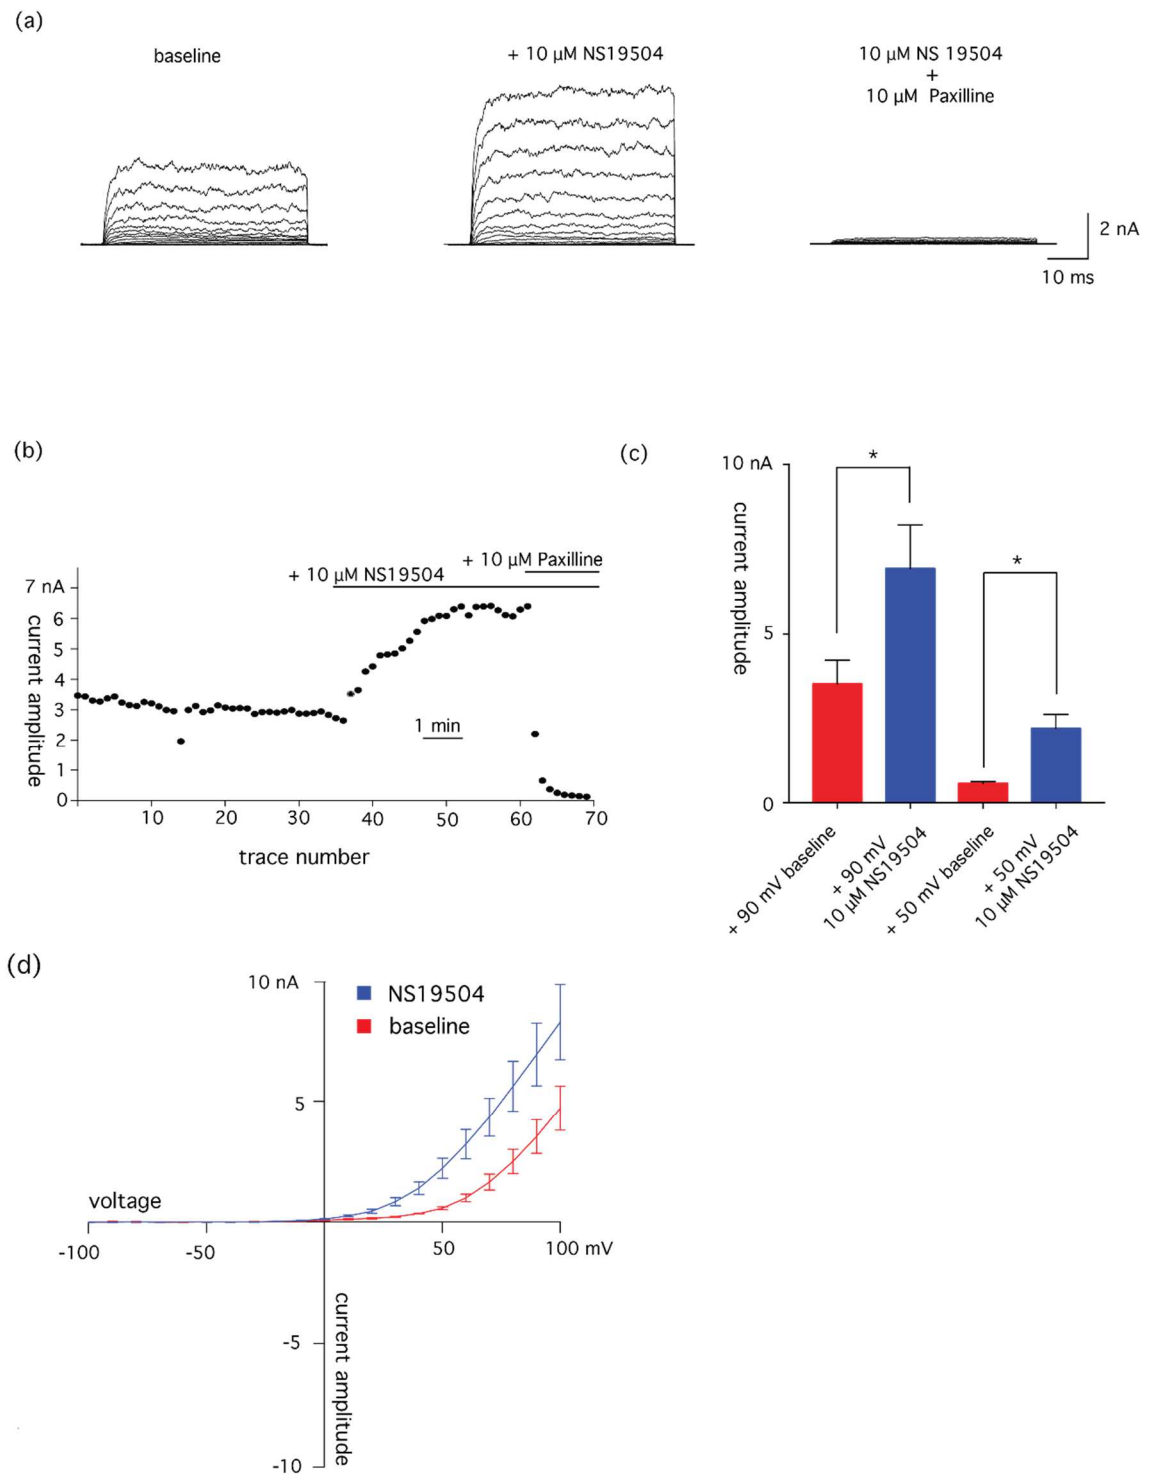 (a)
baseline
+ 10 µM NS19504
10 µM NS 19504
+
10 µM Paxilline
2 nA
10 ms
(b)
+ 10 µM Paxilline
+ 10 µM NS19504
7 nA
6
5
4
3
2
1
0
current amplitude
1 min
10
20
30
40
50
60
70
trace number
(c)
10 nA
5
0
current amplitude
*
*
+ 90 mV baseline
+ 90 mV
10 µM NS19504
+ 50 mV baseline
+ 50 mV
10 µM NS19504
(d)
10 nA
NS19504
baseline
5
voltage
-100
-50
50
100 mV
-5
-10
current amplitude